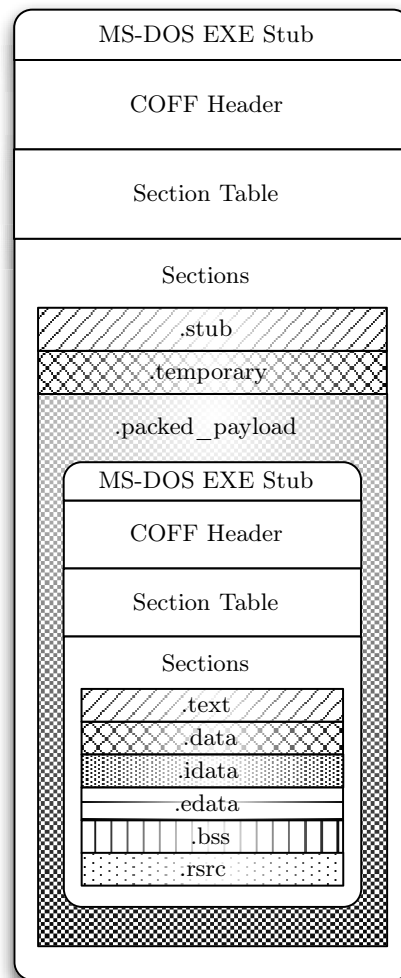 MS-DOS EXE Stub
COFF Header
Section Table
Sections
.stub
.temporary
.packed_payload
MS-DOS EXE Stub
COFF Header
Section Table
Sections
.text
.data
.idata
.edata
.bss
.rsrc